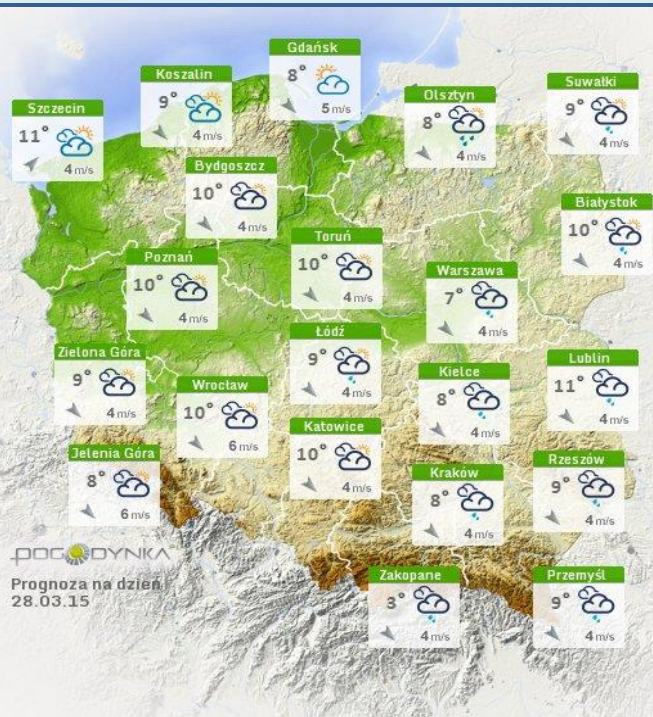 Gdańsk
8°
5 m/s
Koszalin
9°
4 m/s
Szczecin
11°
4 m/s
Olsztyn
8°
4 m/s
Suwałki
9°
4 m/s
Bydgoszcz
10°
4 m/s
Białystok
10°
4 m/s
Toruń
10°
4 m/s
Poznań
10°
4 m/s
Warszawa
7°
4 m/s
Łódź
9°
4 m/s
Zielona Góra
9°
4 m/s
Wrocław
10°
6 m/s
Kielce
8°
4 m/s
Lublin
11°
4 m/s
Katowice
10°
4 m/s
Jelenia Góra
8°
6 m/s
Kraków
8°
4 m/s
Rzeszów
9°
4 m/s
POGODYNKA
Prognoza na dzień
28.03.15
Zakopane
3°
4 m/s
Przemyśl
9°
4 m/s